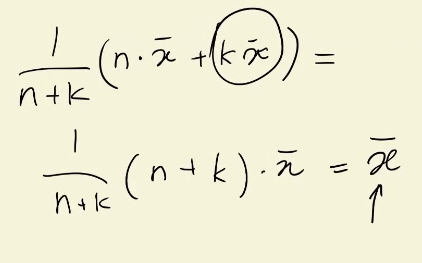 1/(n+k) (n · x̄ + (k x̄)) =
1/(n+k) (n + k) · x̄ = x̄
↑